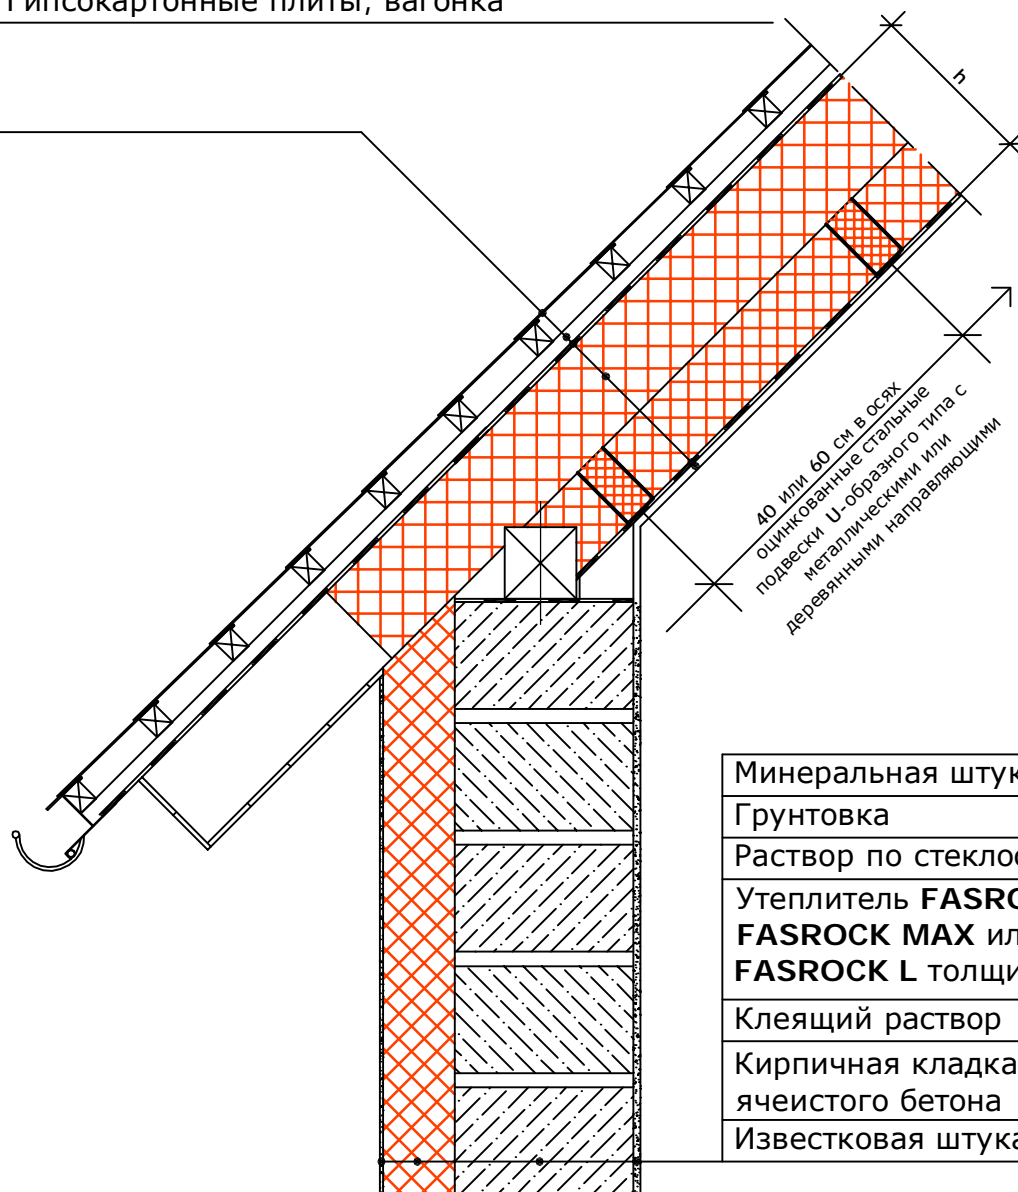 Гипсокартонные плиты, вагонка
h
40 или 60 см в осях
оцинкованные стальные
подвески U-образного типа с
металлическими или
деревянными направляющими
Минеральная штук
Грунтовка
Раствор по стекло
Утеплитель FASRO
FASROCK MAX ил
FASROCK L толщи
Клеящий раствор
Кирпичная кладка
ячеистого бетона
Известковая штука